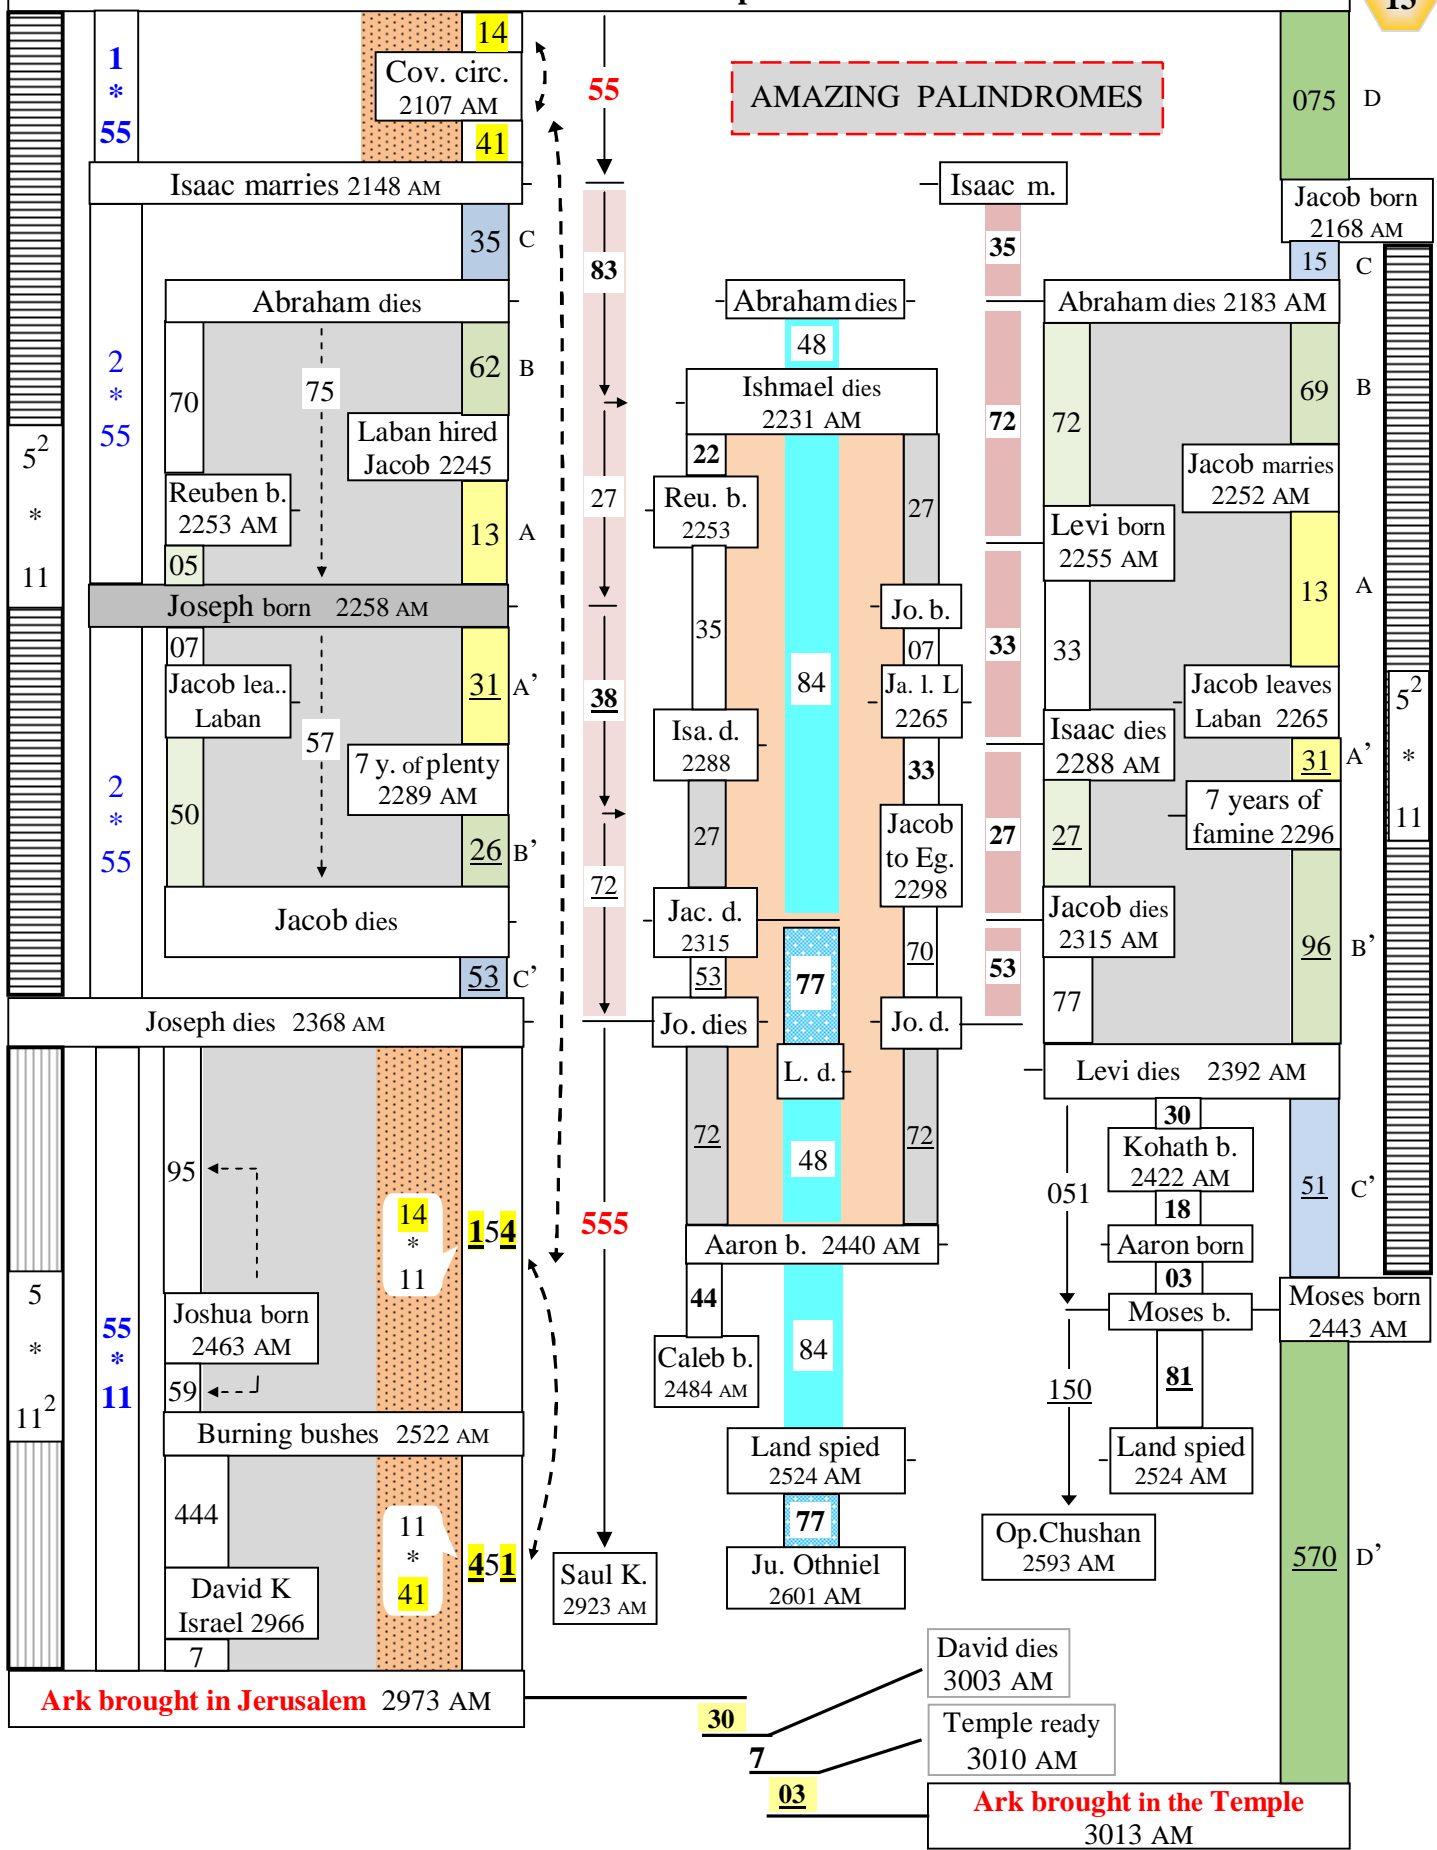 13
14
Cov. circ.
2107 AM
41
1
*
55
55
AMAZING PALINDROMES
075
D
Isaac marries 2148 AM
Isaac m.
Jacob born
2168 AM
35
C
83
35
15
C
Abraham dies
Abraham dies
Abraham dies 2183 AM
2
*
55
70
75
62
B
48
Ishmael dies
2231 AM
72
72
69
B
Laban hired
Jacob 2245
5²
*
11
Reuben b.
2253 AM
13
A
27
22
Reu. b.
2253
27
Jacob marries
2252 AM
Levi born
2255 AM
05
13
A
Joseph born 2258 AM
Jo. b.
07
35
07
33
33
Jacob lea..
Laban
31
A’
38
84
Ja. l. L
2265
Jacob leaves
Laban 2265
5²
*
11
57
Isa. d.
2288
Isaac dies
2288 AM
7 y. of plenty
2289 AM
33
31
A’
2
*
55
50
26
B’
72
27
Jacob
to Eg.
2298
27
27
7 years of
famine 2296
Jacob dies
Jac. d.
2315
Jacob dies
2315 AM
53
C’
53
77
70
53
77
96
B’
Joseph dies 2368 AM
Jo. dies
Jo. d.
L. d.
Levi dies 2392 AM
95
72
48
72
30
Kohath b.
2422 AM
051
51
C’
14
*
11
154
555
18
Aaron b. 2440 AM
Aaron born
03
5
*
11²
55
*
11
Joshua born
2463 AM
44
Moses b.
Moses born
2443 AM
Caleb b.
2484 AM
84
150
81
59
Burning bushes 2522 AM
Land spied
2524 AM
Land spied
2524 AM
444
11
*
41
451
77
Op.Chushan
2593 AM
570
D’
David K
Israel 2966
Saul K.
2923 AM
Ju. Othniel
2601 AM
7
David dies
3003 AM
Ark brought in Jerusalem 2973 AM
30
Temple ready
3010 AM
7
03
Ark brought in the Temple
3013 AM